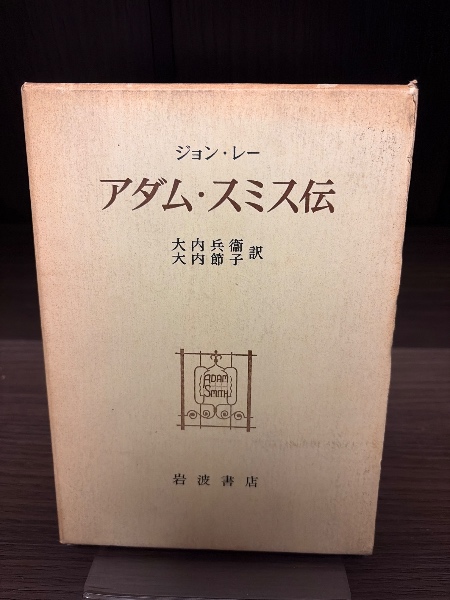 ジョン・レー
アダム・スミス伝
大内兵衞
大内節子 訳
ADAM
SMITH
岩波書店